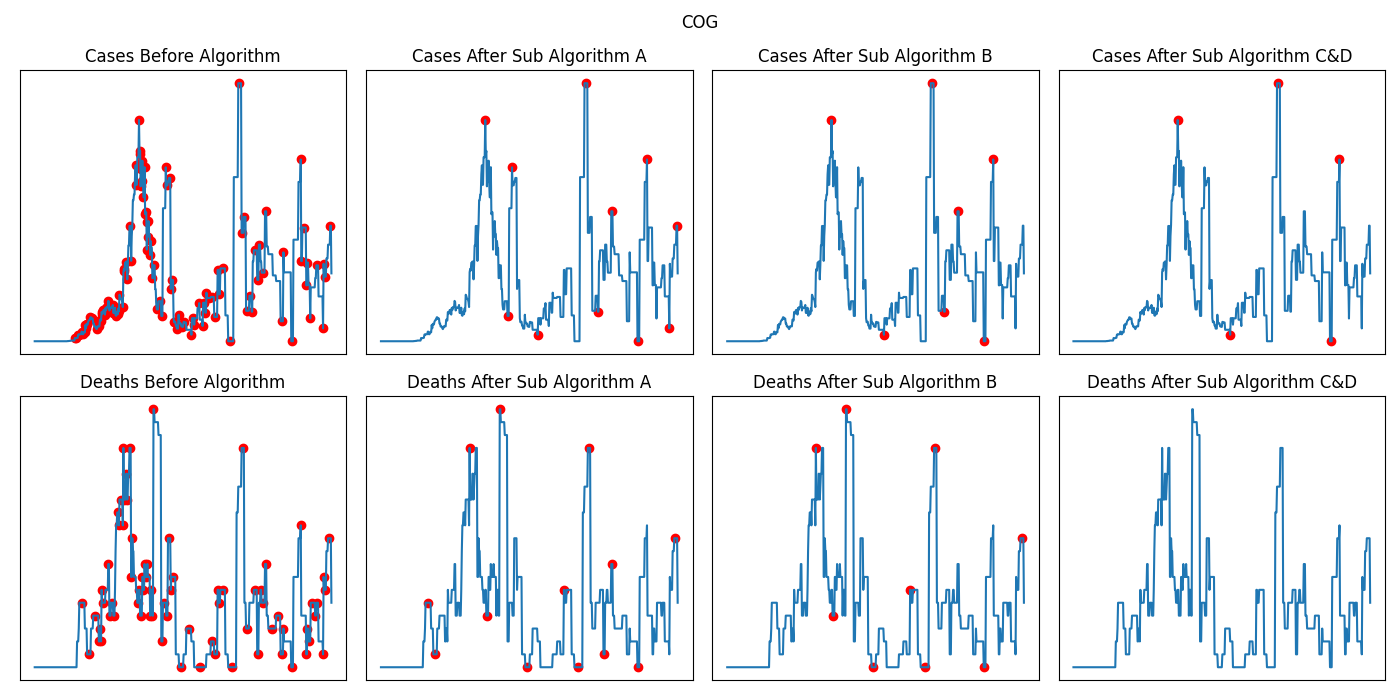 COG
Cases Before Algorithm
Cases After Sub Algorithm A
Cases After Sub Algorithm B
Cases After Sub Algorithm C&D
Deaths Before Algorithm
Deaths After Sub Algorithm A
Deaths After Sub Algorithm B
Deaths After Sub Algorithm C&D